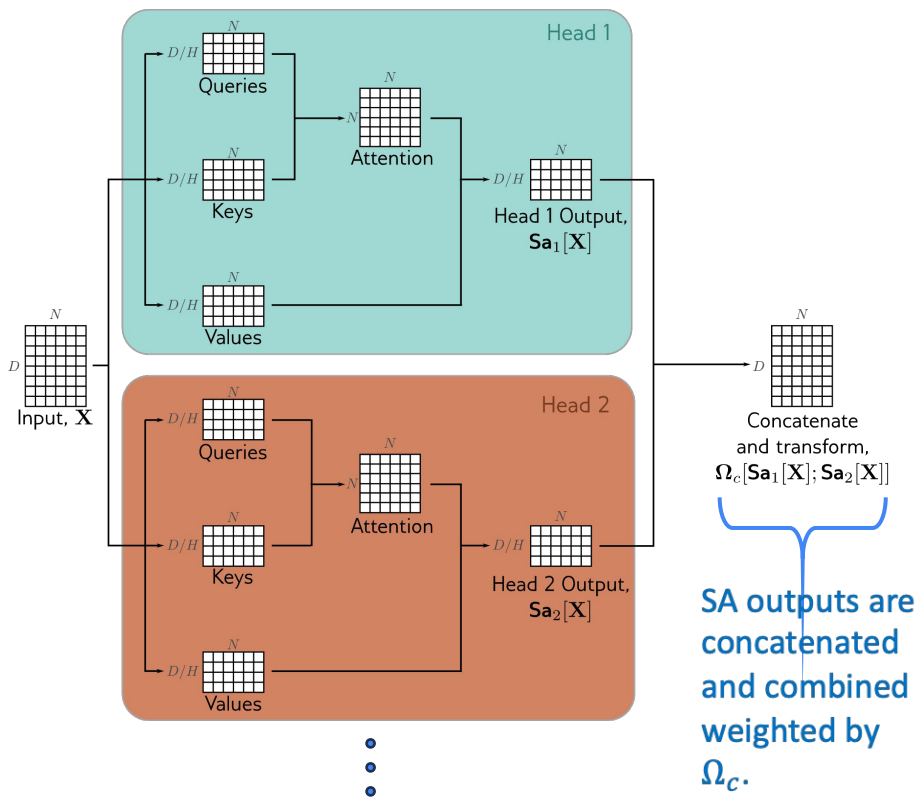 Head 1
N
D/H
Queries
N
D/H
Keys
N
D/H
Values
N
N
Attention
N
D/H
Head 1 Output,
Sa₁[X]
N
D
Input, X
Head 2
N
D/H
Queries
N
D/H
Keys
N
D/H
Values
N
N
Attention
N
D/H
Head 2 Output,
Sa₂[X]
N
D
Concatenate
and transform,
Ω_c[Sa₁[X]; Sa₂[X]]
SA outputs are
concatenated
and combined
weighted by
Ω_c.